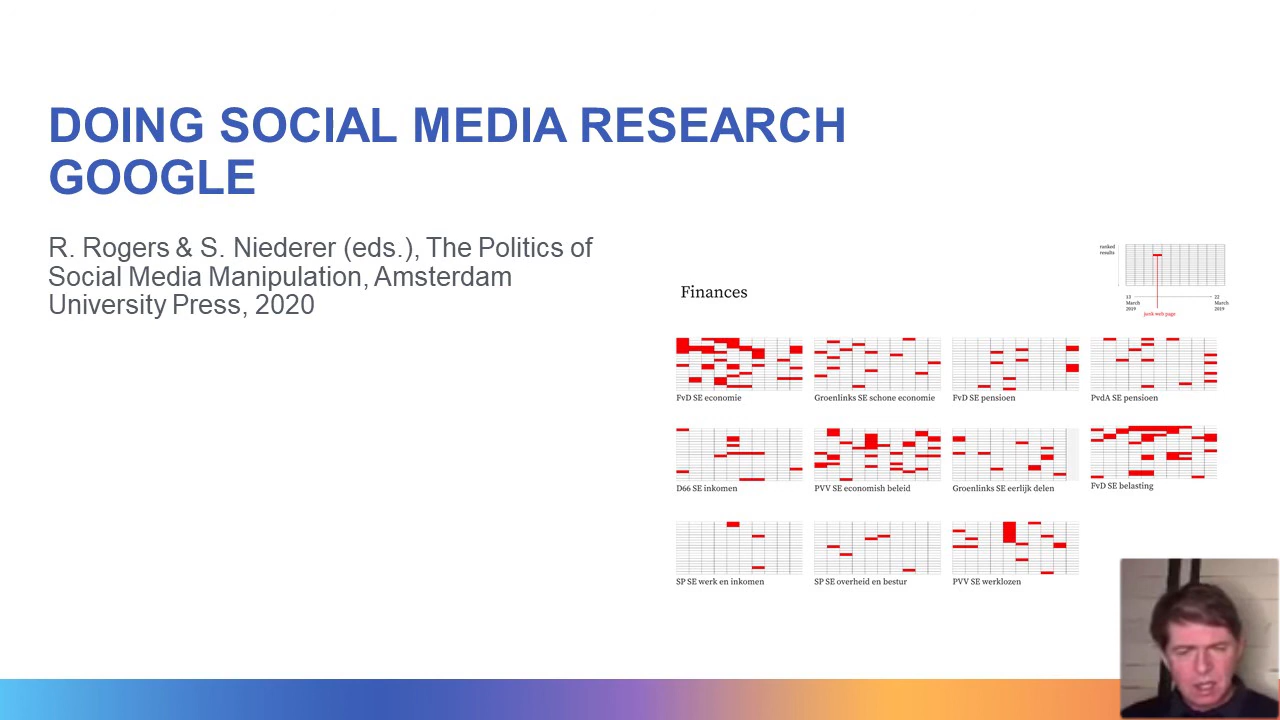 DOING SOCIAL MEDIA RESEARCH
GOOGLE
R. Rogers & S. Niederer (eds.), The Politics of
Social Media Manipulation, Amsterdam
University Press, 2020
Finances
ranked
results
13
March
2019
22
March
2019
junk web page
FvD SE economie
Groenlinks SE schone economie
FvD SE pensioen
PvdA SE pensioen
D66 SE inkomen
PVV SE economish beleid
Groenlinks SE eerlijk delen
FvD SE belasting
SP SE werk en inkomen
SP SE overheid en bestur
PVV SE werklozen